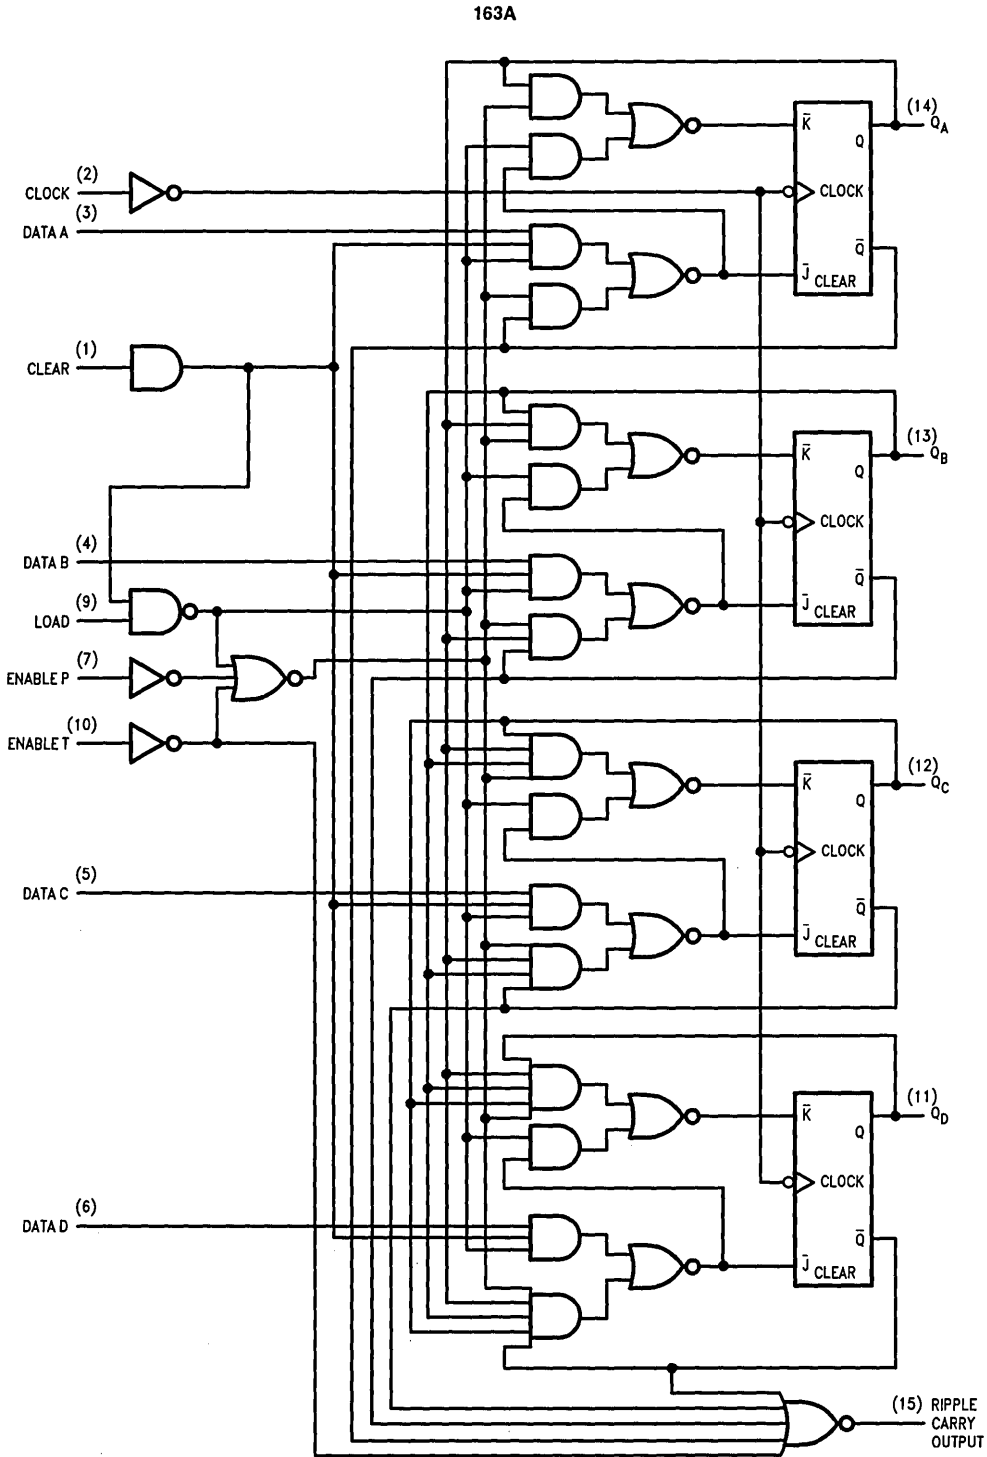 163A
(14)
QA
K̅
Q
(2)
CLOCK
CLOCK
(3)
DATA A
Q̅
J̅
CLEAR
(1)
CLEAR
(13)
QB
K̅
Q
CLOCK
(4)
DATA B
Q̅
(9)
LOAD
J̅
CLEAR
(7)
ENABLE P
(10)
ENABLE T
(12)
QC
K̅
Q
CLOCK
(5)
DATA C
Q̅
J̅
CLEAR
(11)
QD
K̅
Q
CLOCK
(6)
DATA D
Q̅
J̅
CLEAR
(15) RIPPLE
CARRY
OUTPUT